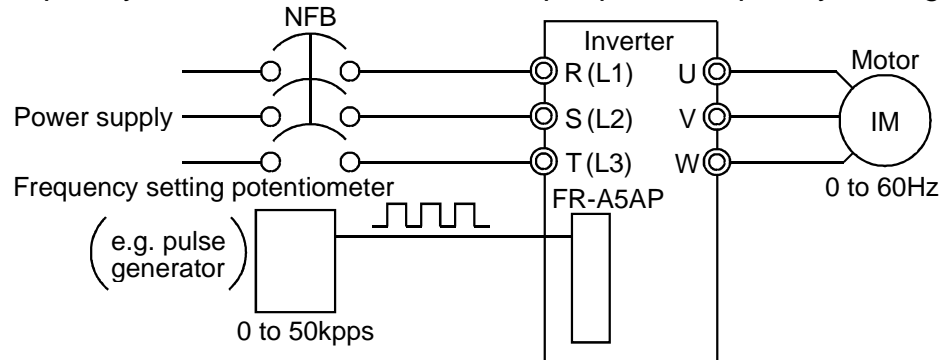 NFB
Inverter
Motor
R (L1)
U
S (L2)
V
IM
Power supply
T (L3)
W
Frequency setting potentiometer
FR-A5AP
0 to 60Hz
e.g. pulse
generator
0 to 50kpps